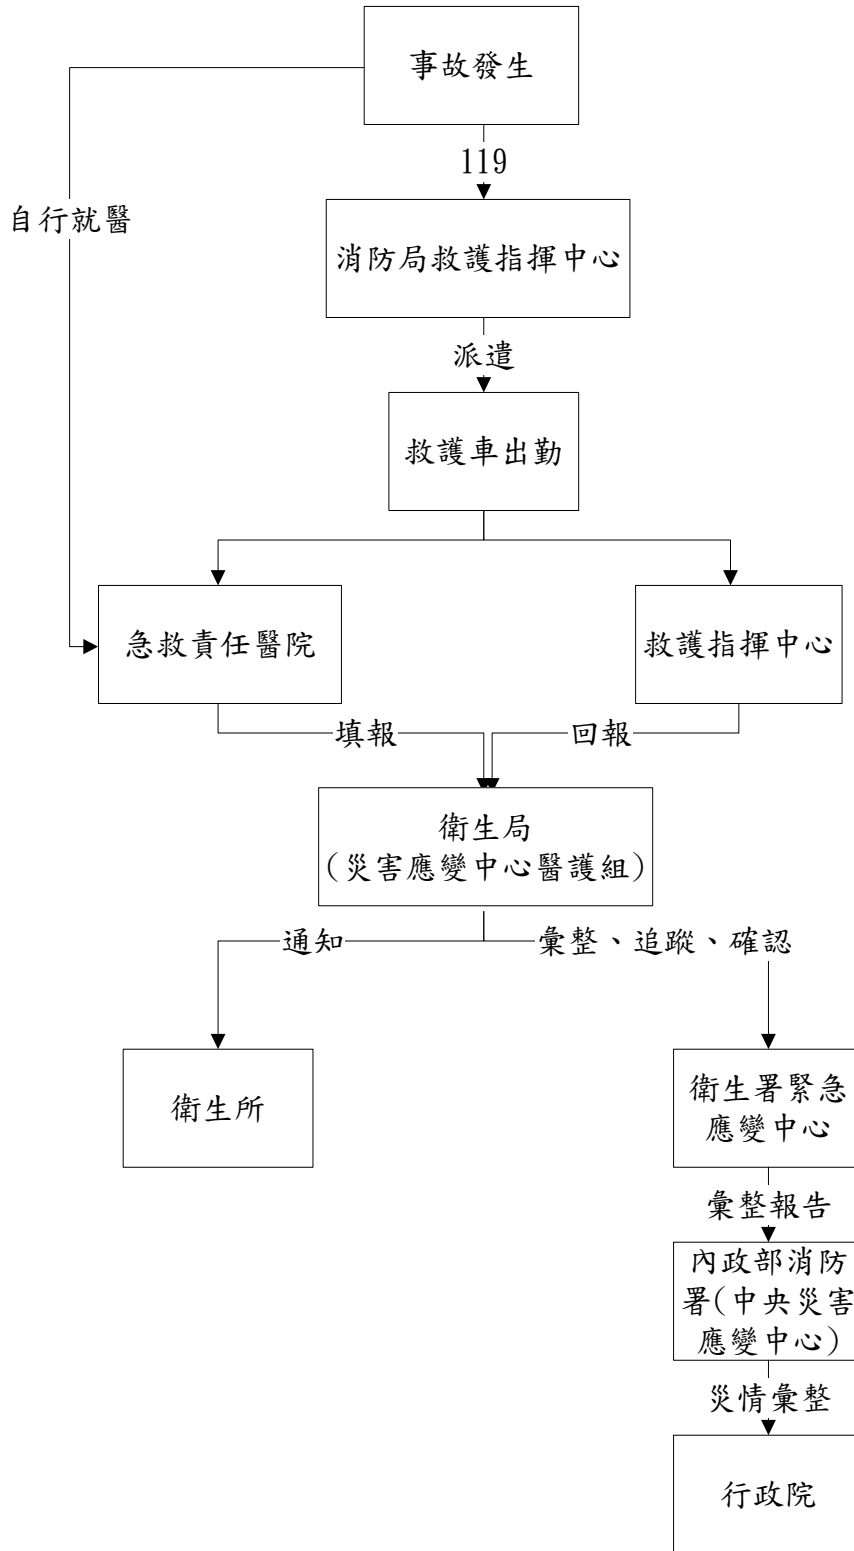 事故發生
119
自行就醫
消防局救護指揮中心
派遣
救護車出勤
急救責任醫院
救護指揮中心
填報
回報
衛生局
(災害應變中心醫護組)
通知
彙整、追蹤、確認
衛生所
衛生署緊急
應變中心
彙整報告
內政部消防
署(中央災害
應變中心)
災情彙整
行政院